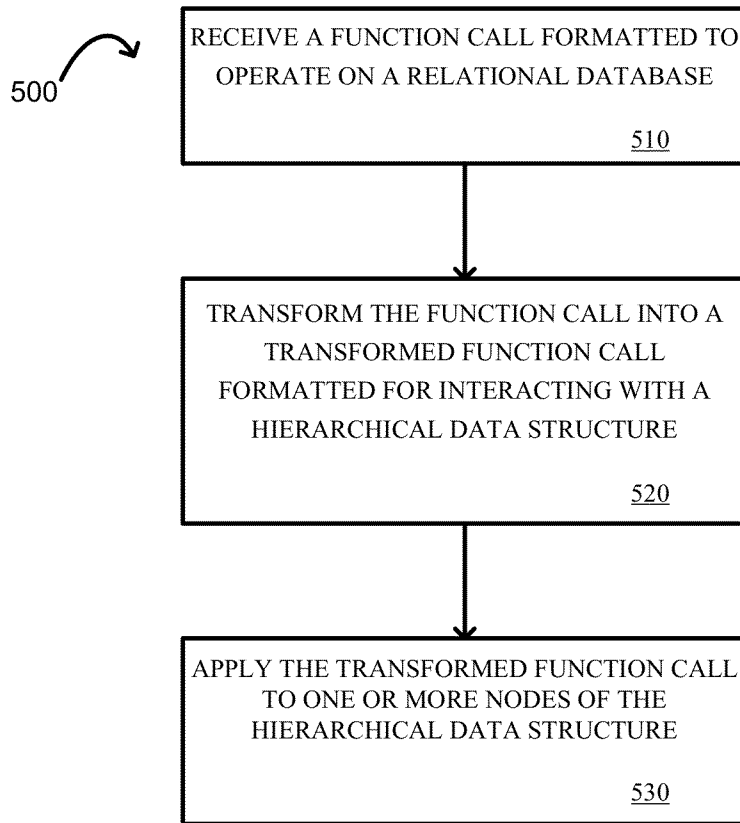 500
RECEIVE A FUNCTION CALL FORMATTED TO
OPERATE ON A RELATIONAL DATABASE
510
TRANSFORM THE FUNCTION CALL INTO A
TRANSFORMED FUNCTION CALL
FORMATTED FOR INTERACTING WITH A
HIERARCHICAL DATA STRUCTURE
520
APPLY THE TRANSFORMED FUNCTION CALL
TO ONE OR MORE NODES OF THE
HIERARCHICAL DATA STRUCTURE
530